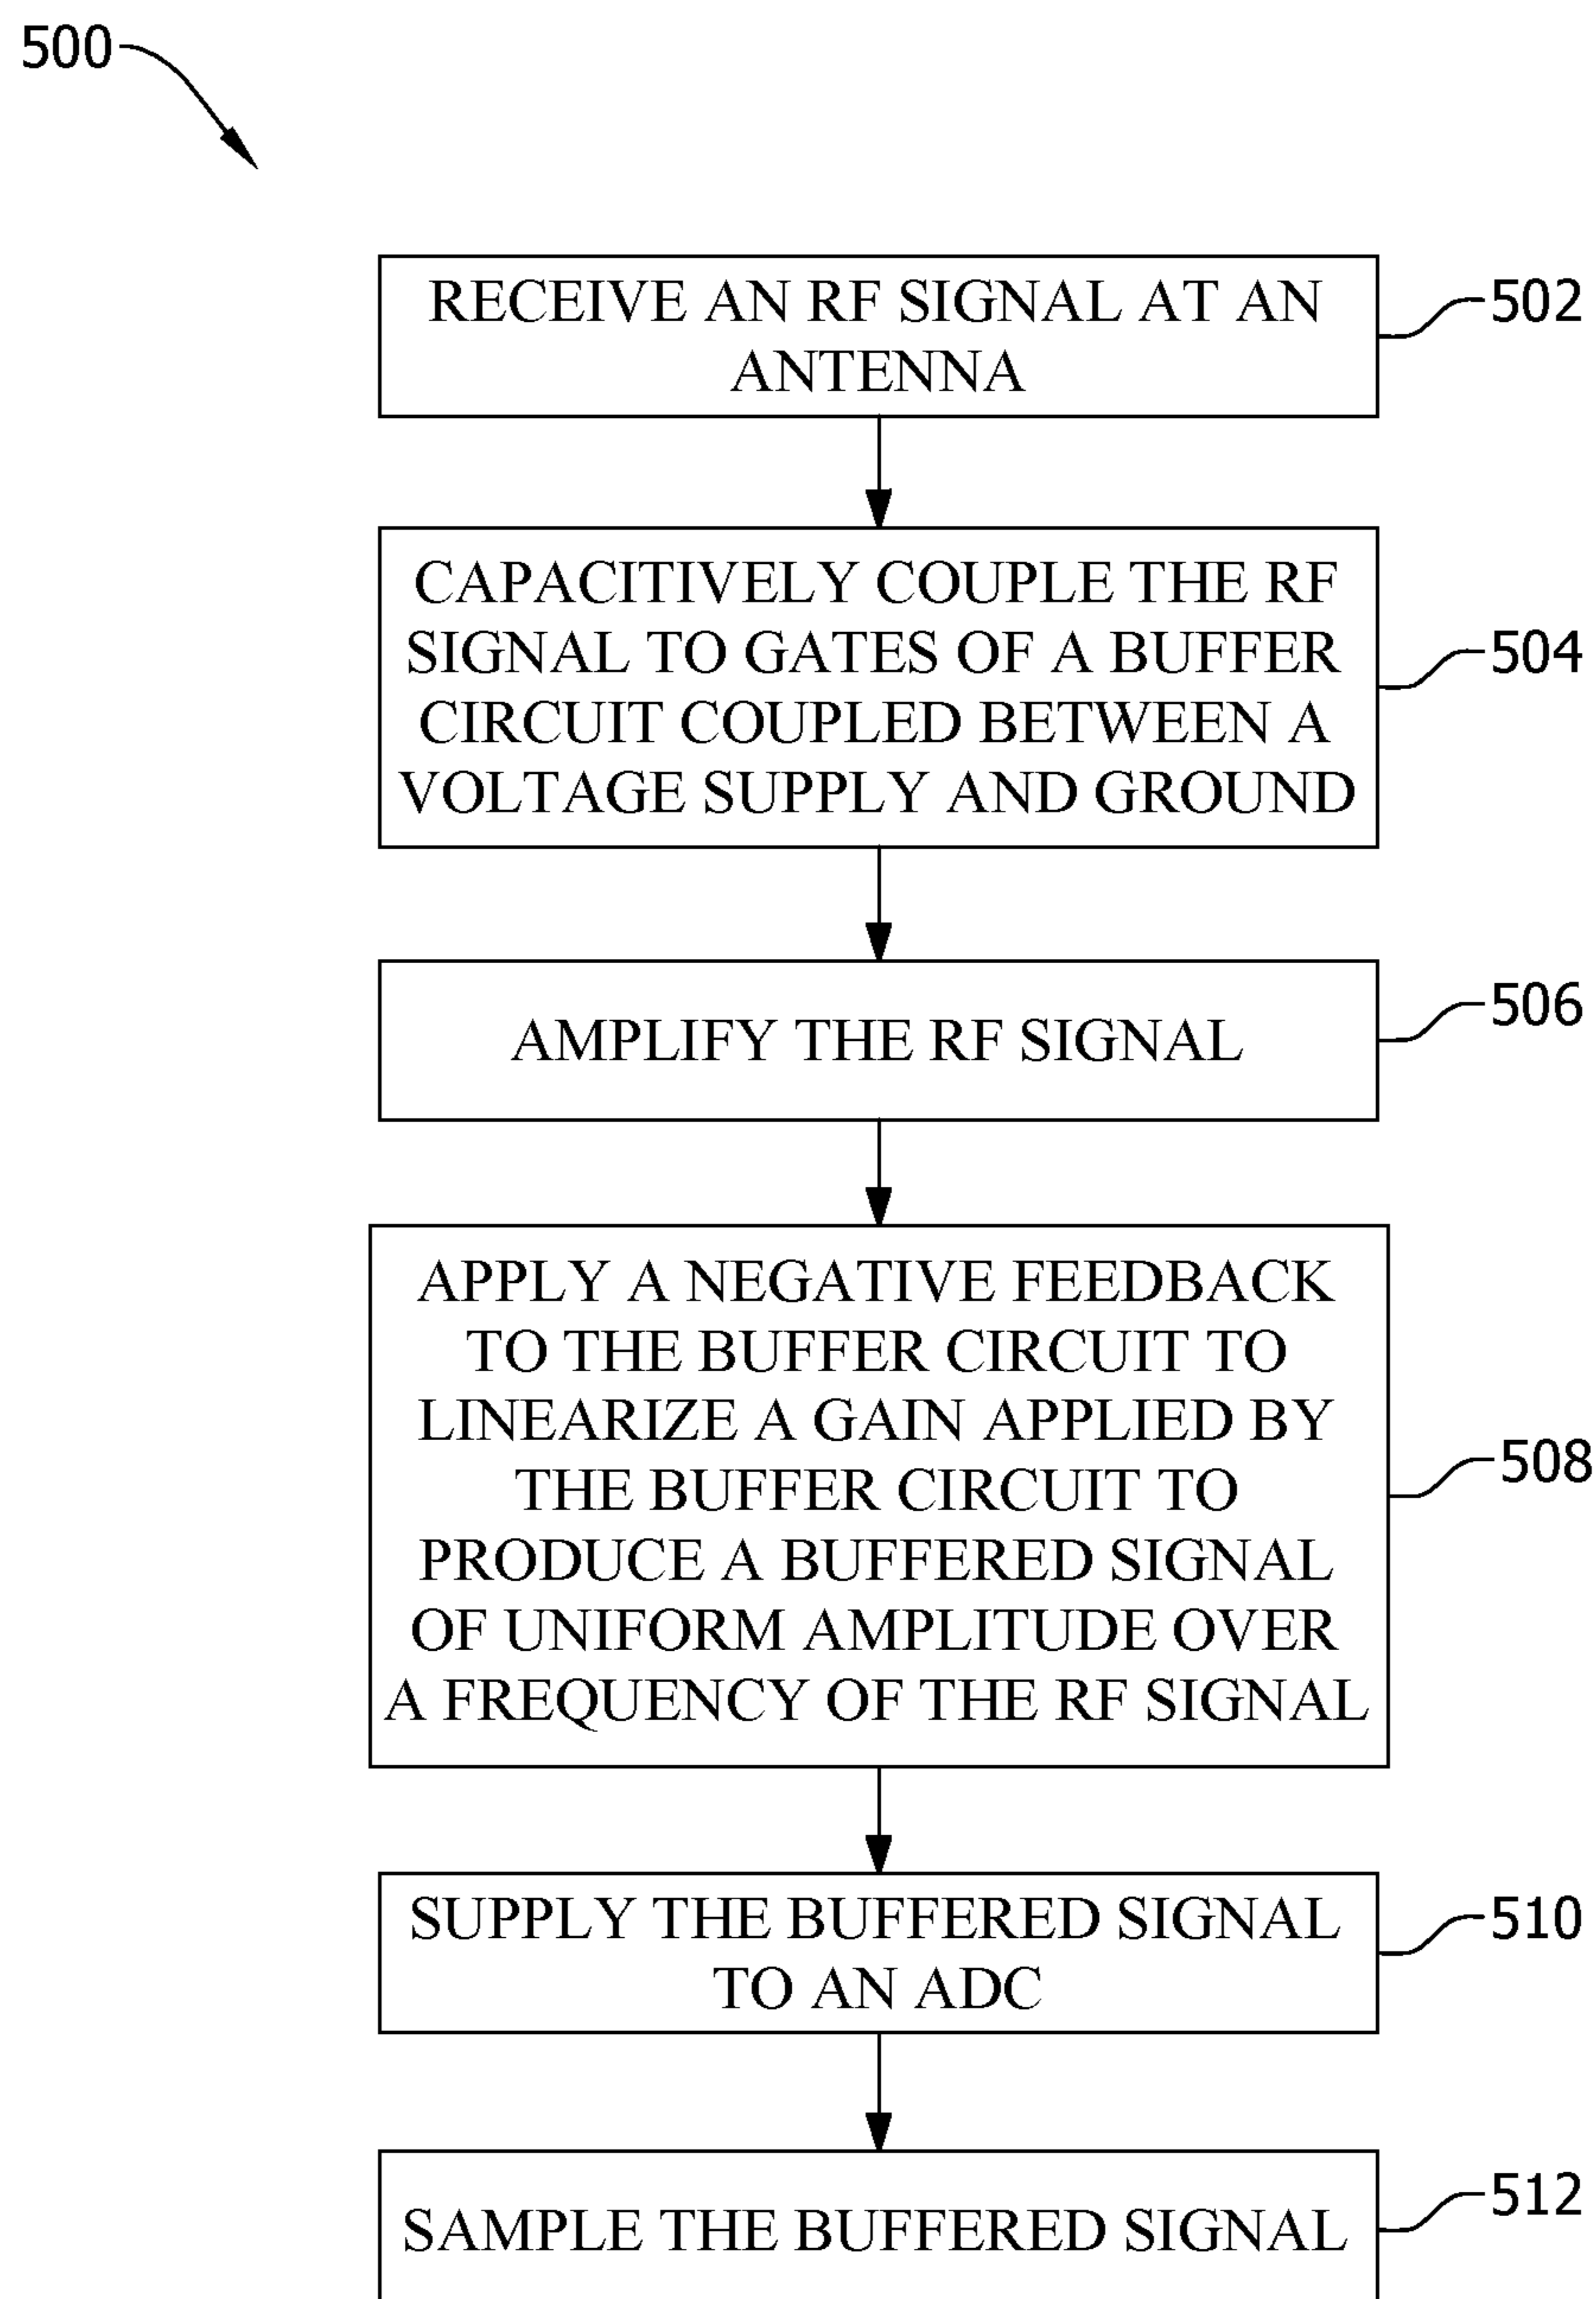 500
RECEIVE AN RF SIGNAL AT AN
ANTENNA
502
CAPACITIVELY COUPLE THE RF
SIGNAL TO GATES OF A BUFFER
CIRCUIT COUPLED BETWEEN A
VOLTAGE SUPPLY AND GROUND
504
AMPLIFY THE RF SIGNAL
506
APPLY A NEGATIVE FEEDBACK
TO THE BUFFER CIRCUIT TO
LINEARIZE A GAIN APPLIED BY
THE BUFFER CIRCUIT TO
PRODUCE A BUFFERED SIGNAL
OF UNIFORM AMPLITUDE OVER
A FREQUENCY OF THE RF SIGNAL
508
SUPPLY THE BUFFERED SIGNAL
TO AN ADC
510
SAMPLE THE BUFFERED SIGNAL
512